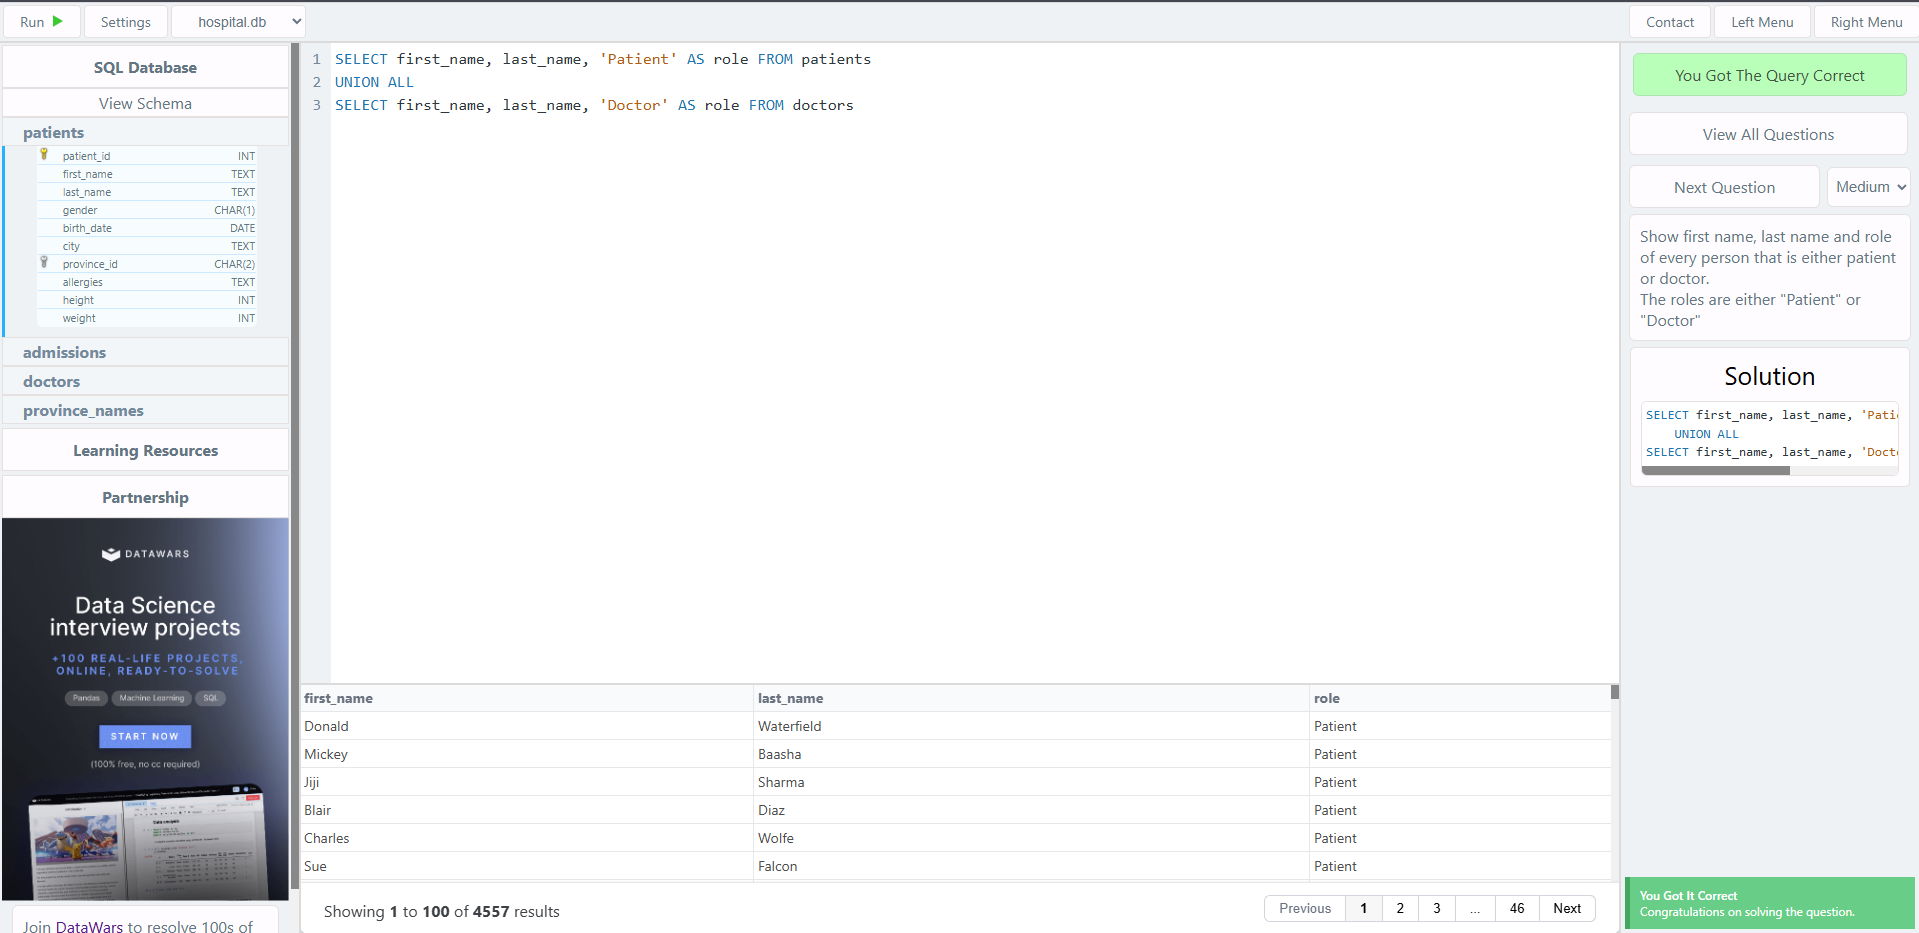 Run
Settings
hospital.db
Contact
Left Menu
Right Menu
SQL Database
View Schema
patients
patient_id INT
first_name TEXT
last_name TEXT
gender CHAR(1)
birth_date DATE
city TEXT
province_id CHAR(2)
allergies TEXT
height INT
weight INT
admissions
doctors
province_names
Learning Resources
Partnership
DATAWARS
Data Science
interview projects
+100 REAL-LIFE PROJECTS,
ONLINE, READY-TO-SOLVE
Pandas Machine Learning SQL
START NOW
(100% free, no cc required)
Join DataWars to resolve 100s of
1 SELECT first_name, last_name, 'Patient' AS role FROM patients
2 UNION ALL
3 SELECT first_name, last_name, 'Doctor' AS role FROM doctors
first_name last_name role
Donald Waterfield Patient
Mickey Baasha Patient
Jiji Sharma Patient
Blair Diaz Patient
Charles Wolfe Patient
Sue Falcon Patient
Showing 1 to 100 of 4557 results
Previous 1 2 3 ... 46 Next
You Got The Query Correct
View All Questions
Next Question
Medium
Show first name, last name and role
of every person that is either patient
or doctor.
The roles are either "Patient" or
"Doctor"
Solution
SELECT first_name, last_name, 'Pati
UNION ALL
SELECT first_name, last_name, 'Docto
You Got It Correct
Congratulations on solving the question.